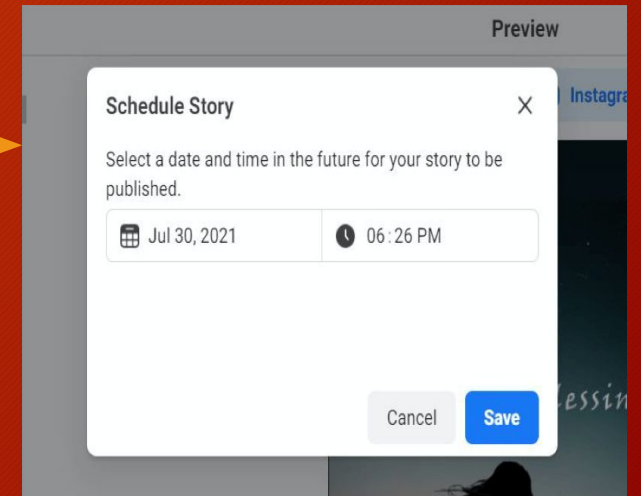 Preview
Schedule Story
Instagra
Select a date and time in the future for your story to be
published.
Jul 30, 2021 06:26 PM
essin
Cancel Save